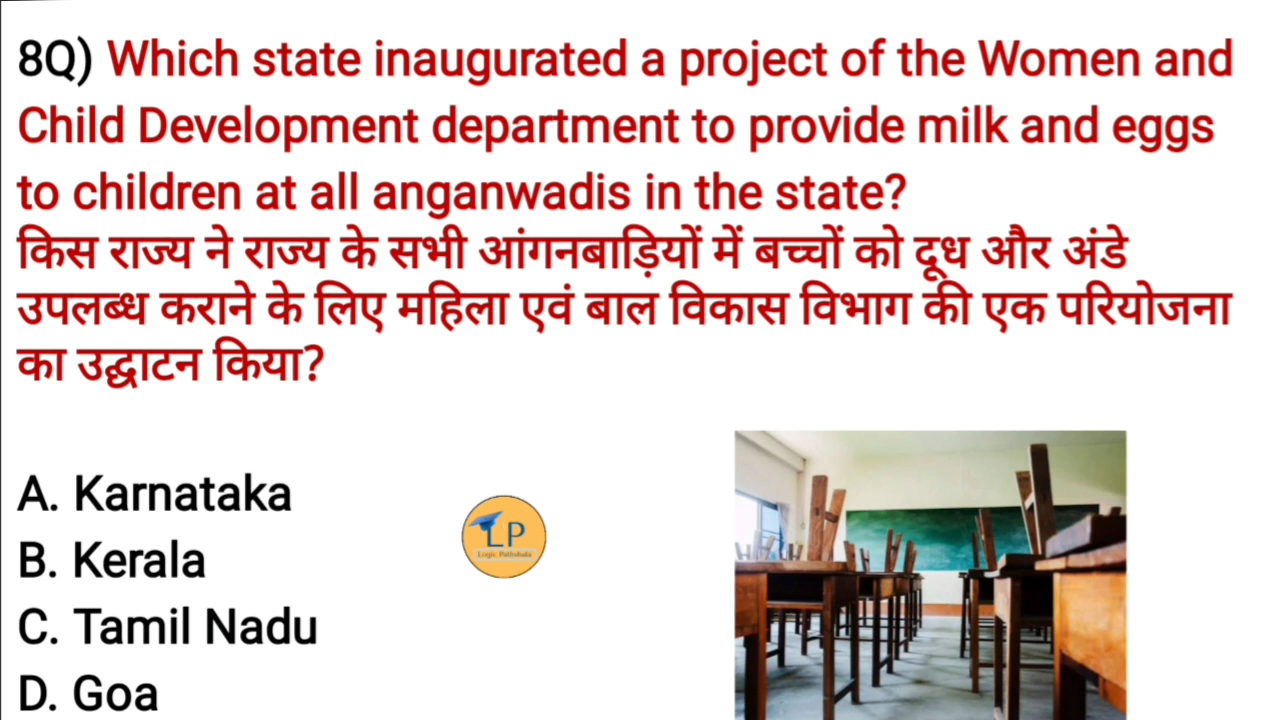 8Q) Which state inaugurated a project of the Women and
Child Development department to provide milk and eggs
to children at all anganwadis in the state?
किस राज्य ने राज्य के सभी आंगनबाड़ियों में बच्चों को दूध और अंडे
उपलब्ध कराने के लिए महिला एवं बाल विकास विभाग की एक परियोजना
का उद्घाटन किया?
A. Karnataka
B. Kerala
C. Tamil Nadu
D. Goa
LP
Logic Pathshala